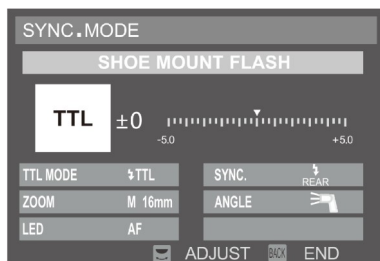 SYNC.MODE
SHOE MOUNT FLASH
TTL ±0
-5.0 +5.0
TTL MODE TTL SYNC. REAR
ZOOM M 16mm ANGLE
LED AF
ADJUST BACK END